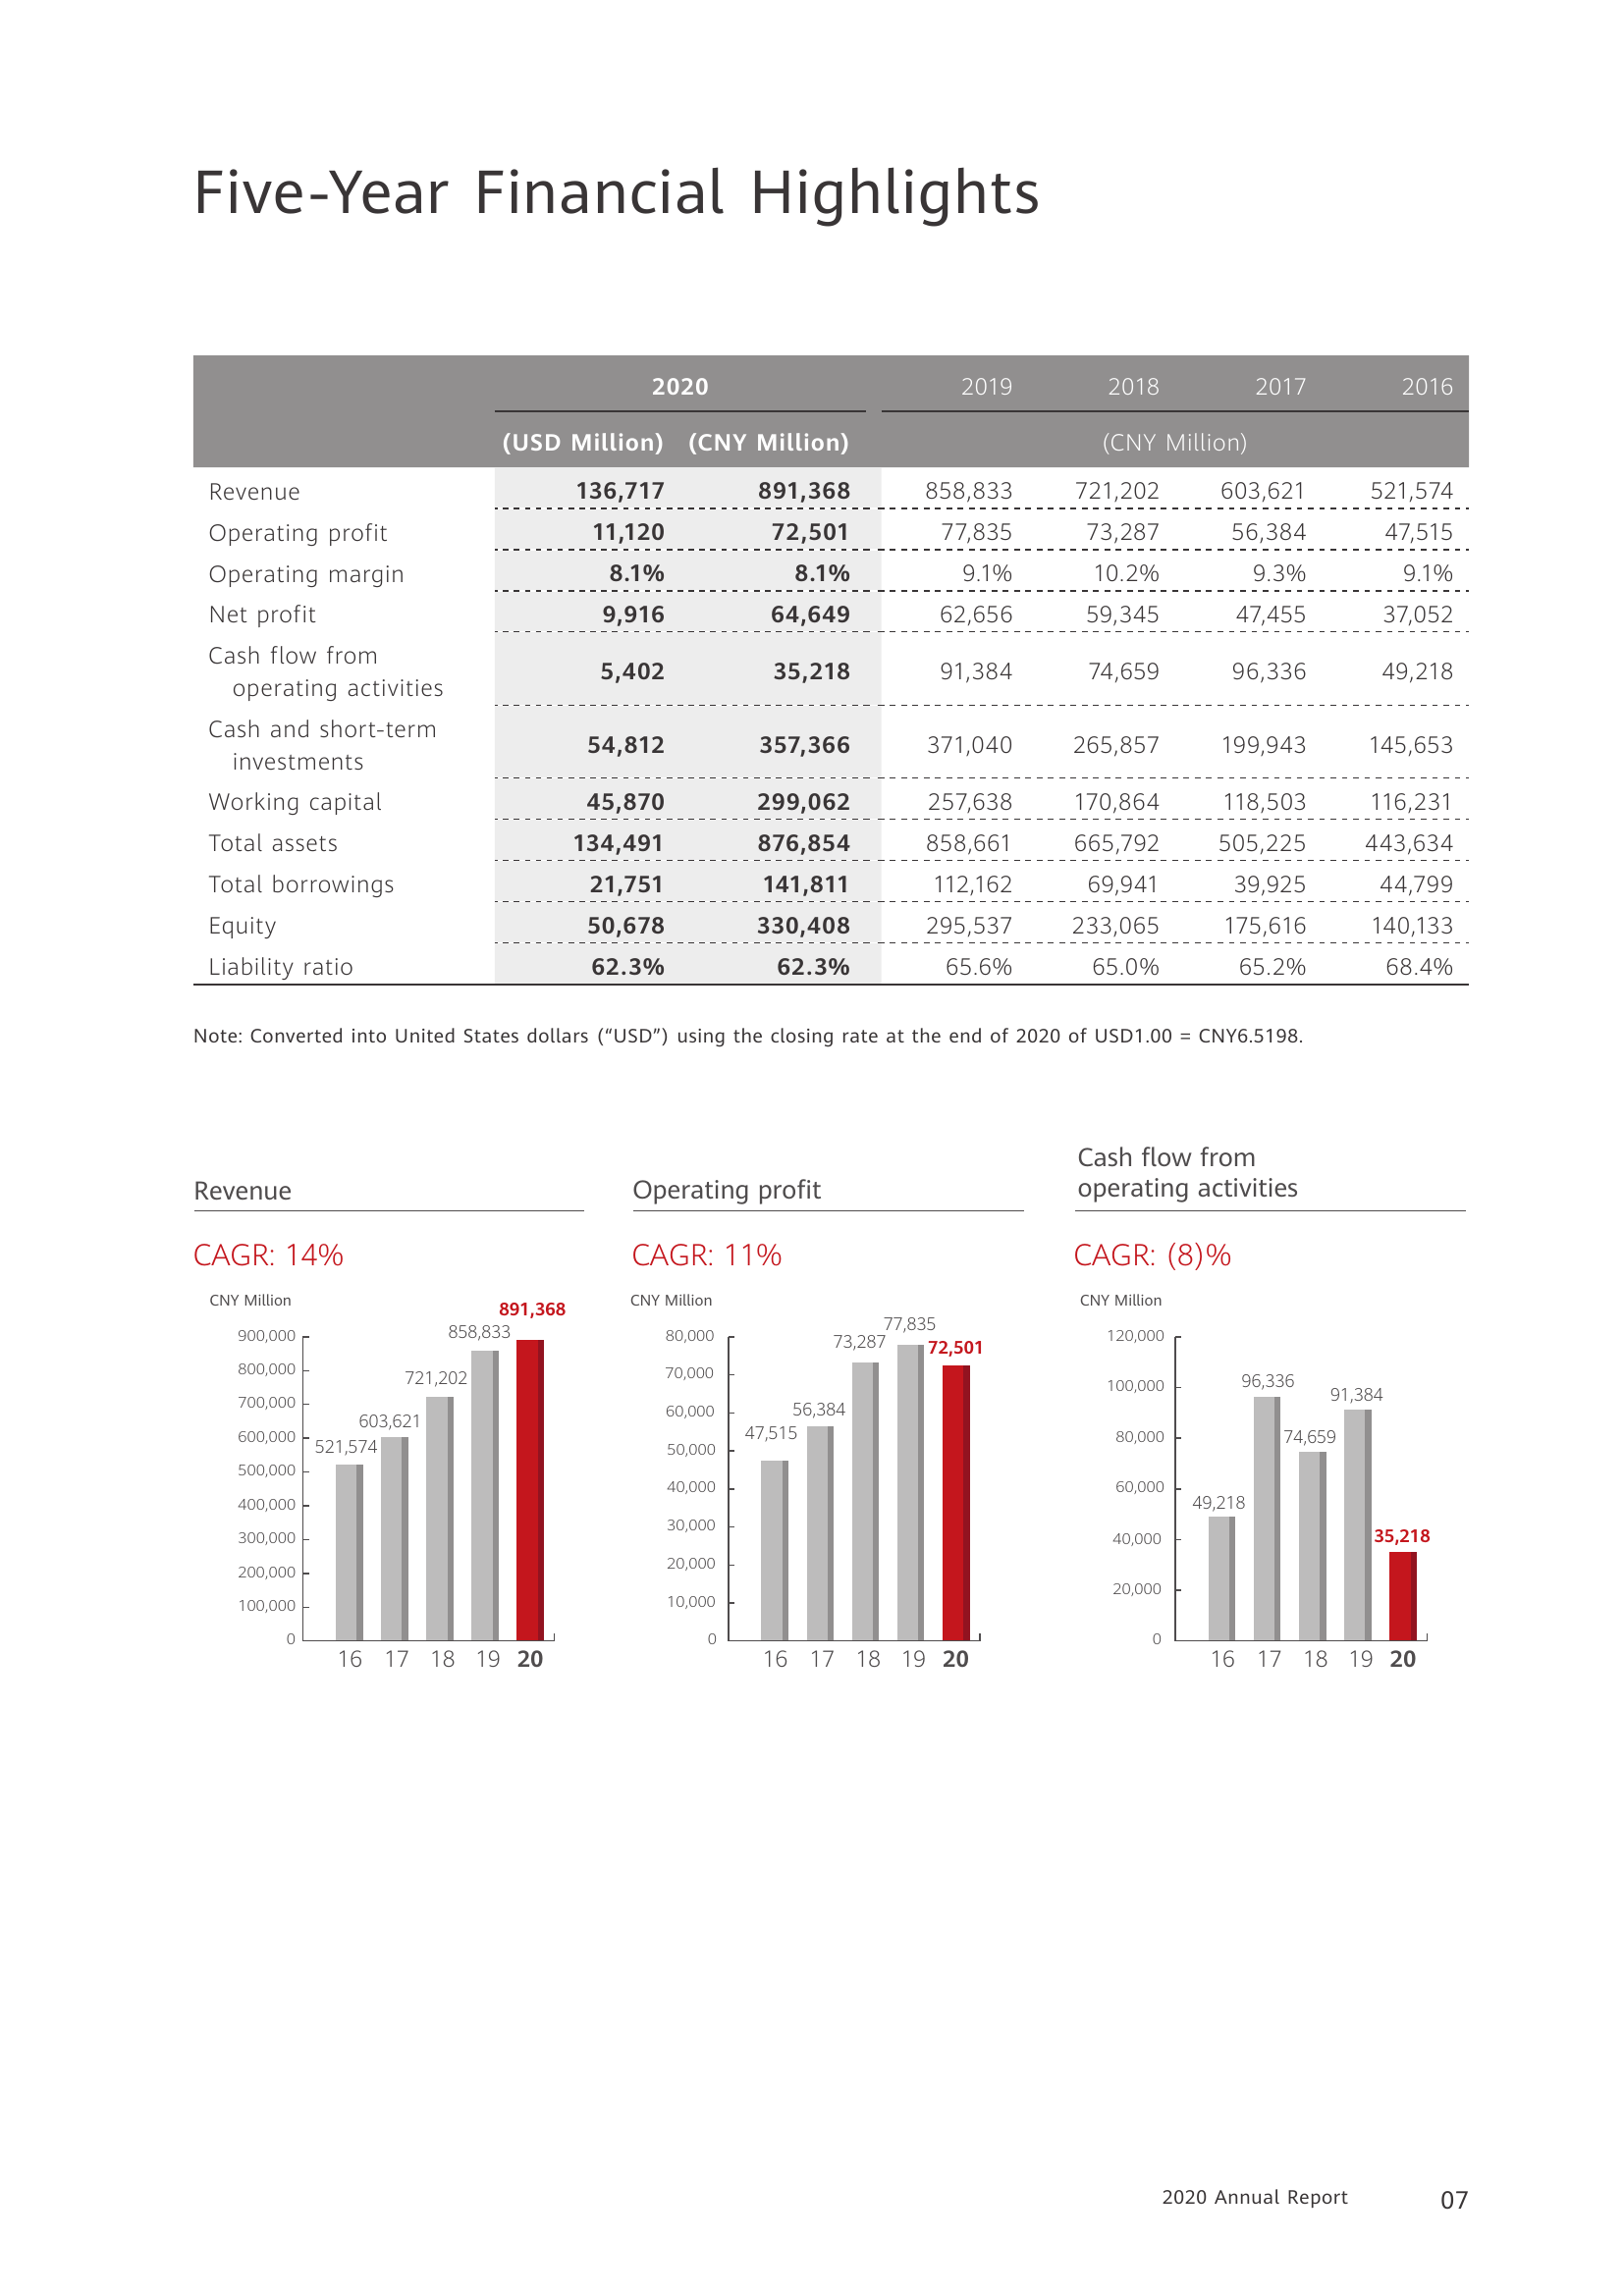 Five-Year Financial Highlights
2020 2019 2018 2017 2016
(USD Million) (CNY Million) (CNY Million)
Revenue 136,717 891,368 858,833 721,202 603,621 521,574
Operating profit 11,120 72,501 77,835 73,287 56,384 47,515
Operating margin 8.1% 8.1% 9.1% 10.2% 9.3% 9.1%
Net profit 9,916 64,649 62,656 59,345 47,455 37,052
Cash flow from
operating activities 5,402 35,218 91,384 74,659 96,336 49,218
Cash and short-term
investments 54,812 357,366 371,040 265,857 199,943 145,653
Working capital 45,870 299,062 257,638 170,864 118,503 116,231
Total assets 134,491 876,854 858,661 665,792 505,225 443,634
Total borrowings 21,751 141,811 112,162 69,941 39,925 44,799
Equity 50,678 330,408 295,537 233,065 175,616 140,133
Liability ratio 62.3% 62.3% 65.6% 65.0% 65.2% 68.4%
Note: Converted into United States dollars (“USD”) using the closing rate at the end of 2020 of USD1.00 = CNY6.5198.
Revenue
CAGR: 14%
CNY Million
900,000
800,000
700,000
600,000
500,000
400,000
300,000
200,000
100,000
0
521,574
603,621
721,202
858,833
891,368
16 17 18 19 20
Operating profit
CAGR: 11%
CNY Million
80,000
70,000
60,000
50,000
40,000
30,000
20,000
10,000
0
47,515
56,384
73,287
77,835
72,501
16 17 18 19 20
Cash flow from
operating activities
CAGR: (8)%
CNY Million
120,000
100,000
80,000
60,000
40,000
20,000
0
49,218
96,336
74,659
91,384
35,218
16 17 18 19 20
2020 Annual Report 07